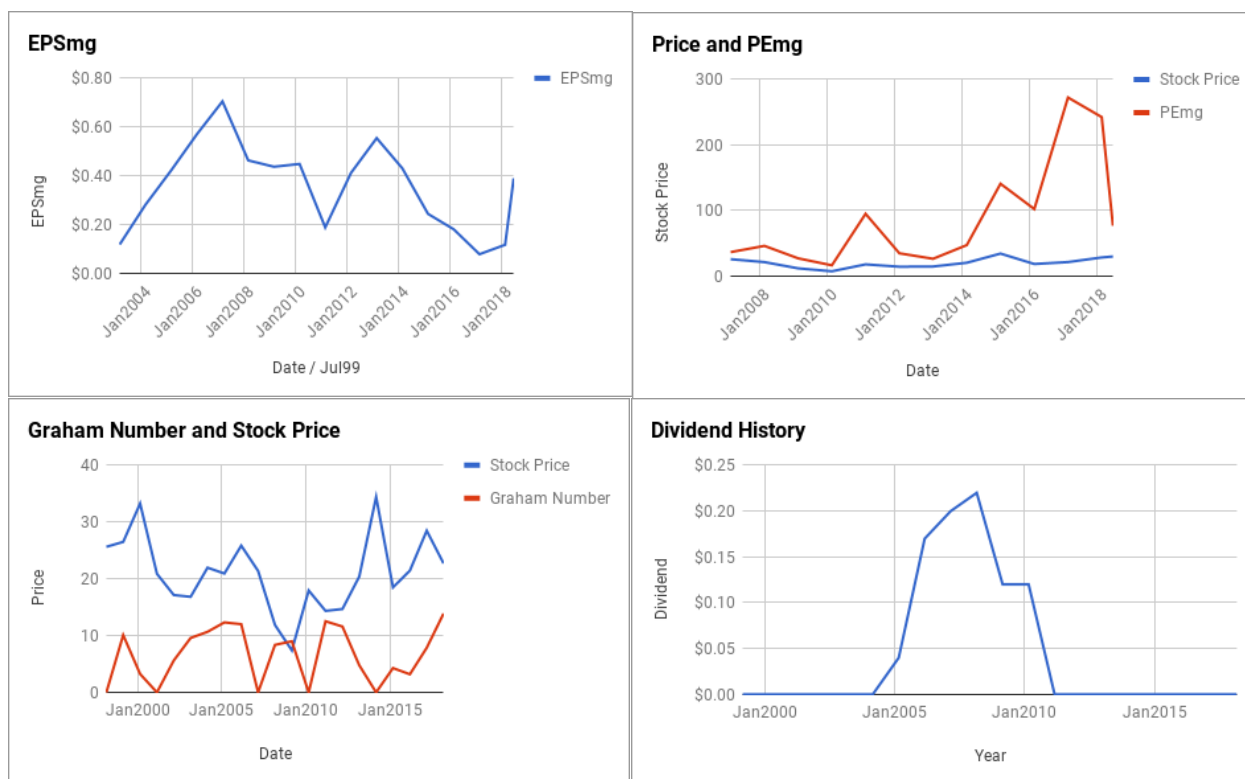 EPSmg
EPSmg
$0.80
$0.60
$0.40
$0.20
$0.00
EPSmg
Jan2004
Jan2006
Jan2008
Jan2010
Jan2012
Jan2014
Jan2016
Jan2018
Date / Jul99
Price and PEmg
Stock Price
PEmg
300
200
100
0
Stock Price
Jan2008
Jan2010
Jan2012
Jan2014
Jan2016
Jan2018
Date
Graham Number and Stock Price
Stock Price
Graham Number
40
30
20
10
0
Price
Jan2000
Jan2005
Jan2010
Jan2015
Date
Dividend History
$0.25
$0.20
$0.15
$0.10
$0.05
$0.00
Dividend
Jan2000
Jan2005
Jan2010
Jan2015
Year